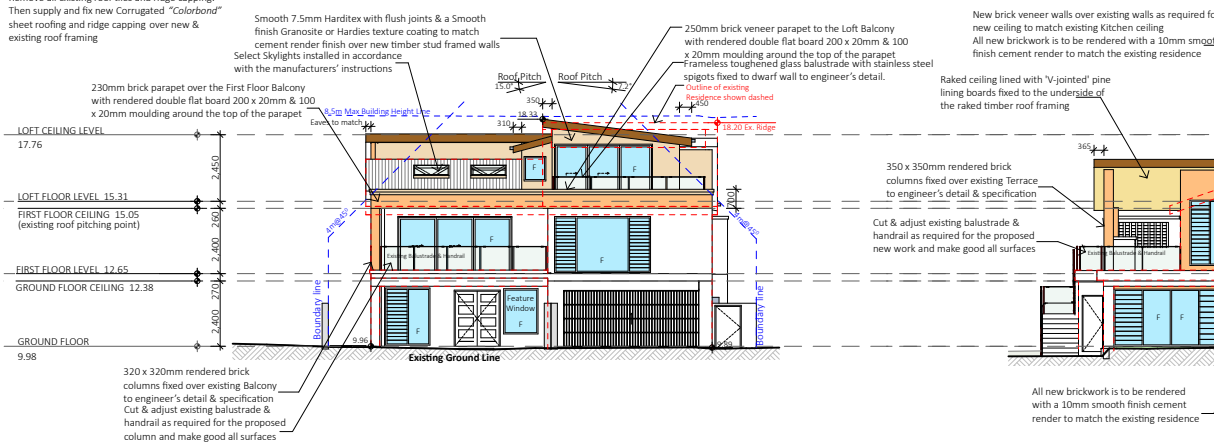 Then supply and fix new Corrugated “Colorbond”
sheet roofing and ridge capping over new &
existing roof framing
Smooth 7.5mm Harditex with flush joints & a Smooth
finish Granosite or Hardies texture coating to match
cement render finish over new timber stud framed walls
Select Skylights installed in accordance
with the manufacturers' instructions
230mm brick parapet over the First Floor Balcony
with rendered double flat board 200 x 20mm & 100
x 20mm moulding around the top of the parapet
250mm brick veneer parapet to the Loft Balcony
with rendered double flat board 200 x 20mm & 100
x 20mm moulding around the top of the parapet
Frameless toughened glass balustrade with stainless steel
spigots fixed to dwarf wall to engineer's detail.
Outline of existing
Residence shown dashed
New brick veneer walls over existing walls as required fo
new ceiling to match existing Kitchen ceiling
All new brickwork is to be rendered with a 10mm smoot
finish cement render to match the existing residence
Raked ceiling lined with 'V-jointed' pine
lining boards fixed to the underside of
the raked timber roof framing
Roof Pitch
15.0°
Roof Pitch
7.2°
350
450
8.5m Max Building Height Line
18.33
18.20 Ex. Ridge
Eaves to match
310
LOFT CEILING LEVEL
17.76
2,450
F
365
350 x 350mm rendered brick
columns fixed over existing Terrace
to engineer's detail & specification
LOFT FLOOR LEVEL 15.31
700
FIRST FLOOR CEILING 15.05
(existing roof pitching point)
260
4m@45°
4m@45°
2,400
F
F
Existing Balustrade & Handrail
Cut & adjust existing balustrade &
handrail as required for the proposed
new work and make good all surfaces
Existing Balustrade & Handrail
FIRST FLOOR LEVEL 12.65
GROUND FLOOR CEILING 12.38
270
2,400
Boundary line
Feature
Window
F
F
Boundary line
F
F
GROUND FLOOR
9.98
9.96
9.89
Existing Ground Line
320 x 320mm rendered brick
columns fixed over existing Balcony
to engineer's detail & specification
Cut & adjust existing balustrade &
handrail as required for the proposed
column and make good all surfaces
All new brickwork is to be rendered
with a 10mm smooth finish cement
render to match the existing residence